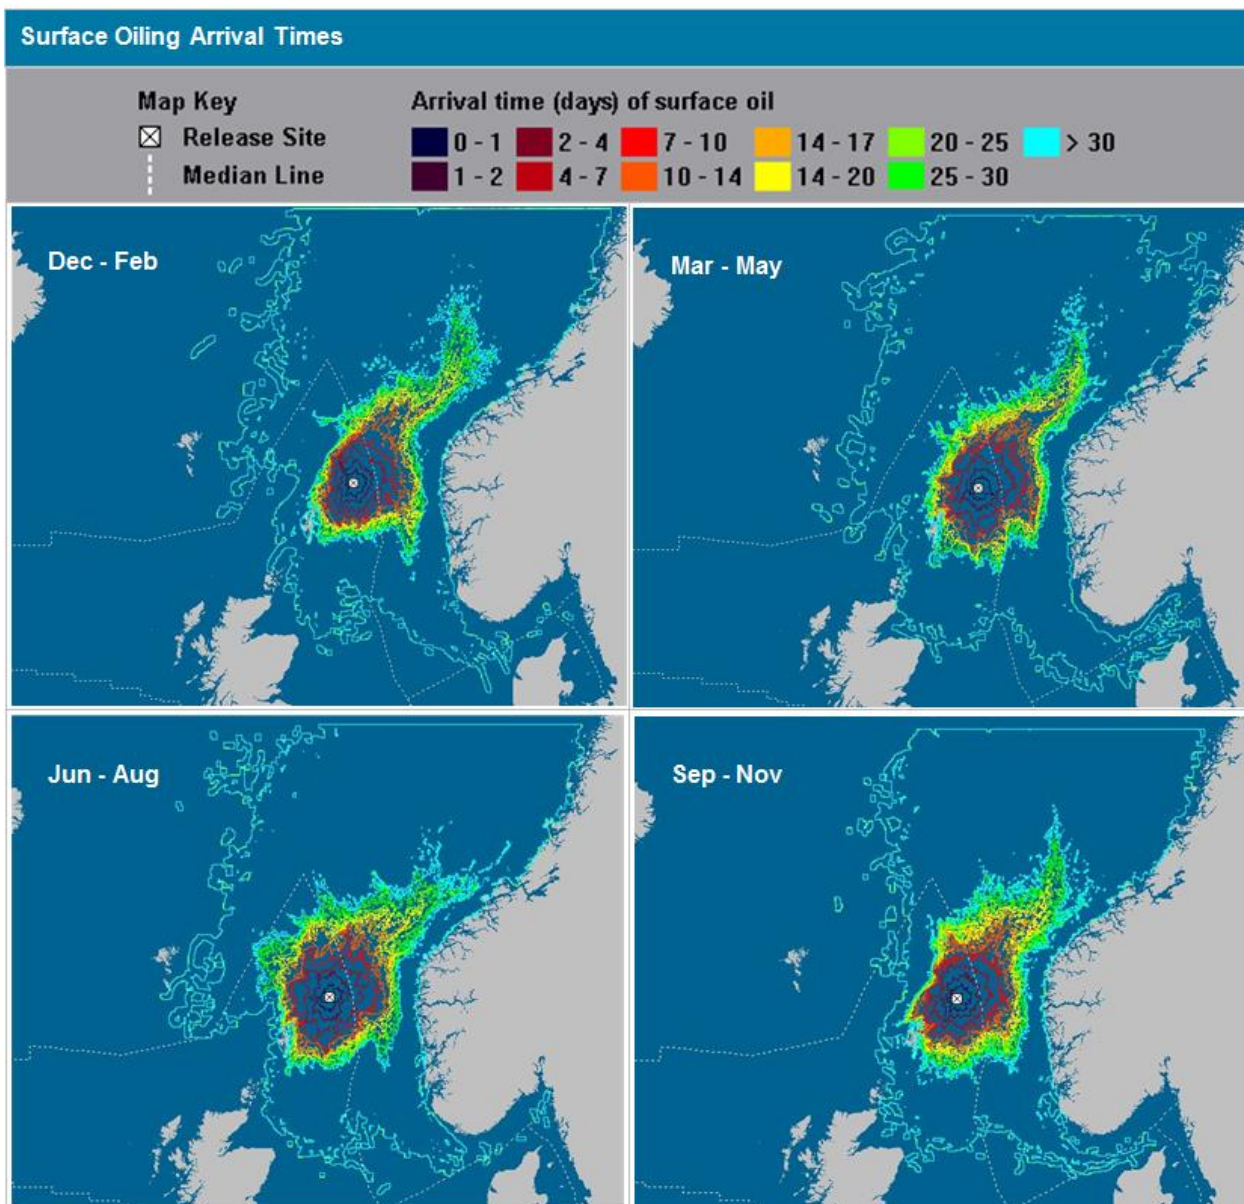 Surface Oiling Arrival Times
Map Key
Release Site
Median Line
Arrival time (days) of surface oil
0 - 1 2 - 4 7 - 10 14 - 17 20 - 25 > 30
1 - 2 4 - 7 10 - 14 14 - 20 25 - 30
Dec - Feb
Mar - May
Jun - Aug
Sep - Nov